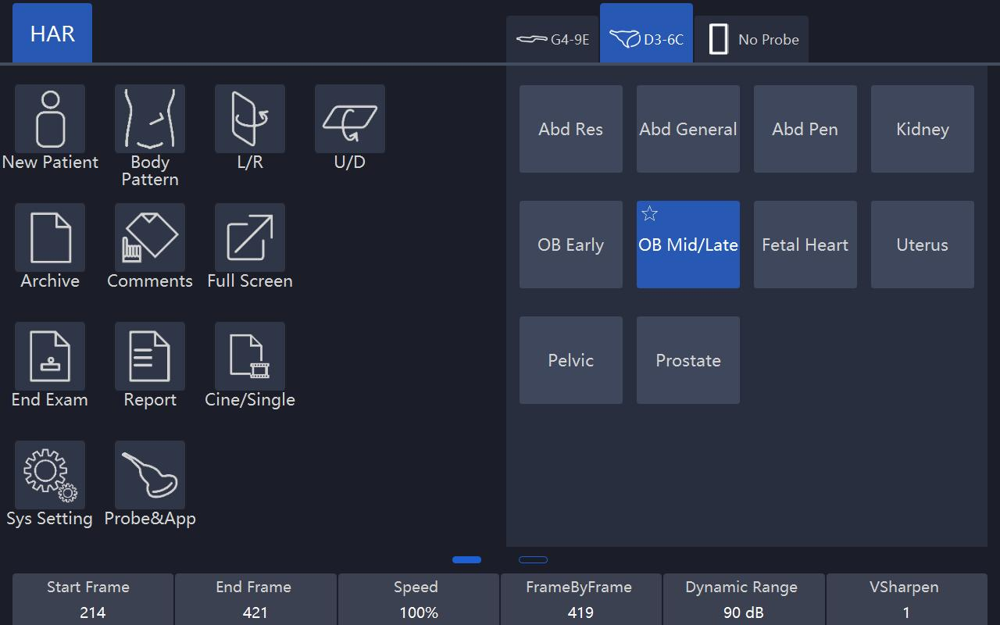 HAR
G4-9E
D3-6C
No Probe
New Patient
Body
Pattern
L/R
U/D
Archive
Comments
Full Screen
End Exam
Report
Cine/Single
Sys Setting
Probe&App
Abd Res
Abd General
Abd Pen
Kidney
OB Early
OB Mid/Late
Fetal Heart
Uterus
Pelvic
Prostate
Start Frame
214
End Frame
421
Speed
100%
FrameByFrame
419
Dynamic Range
90 dB
VSharpen
1